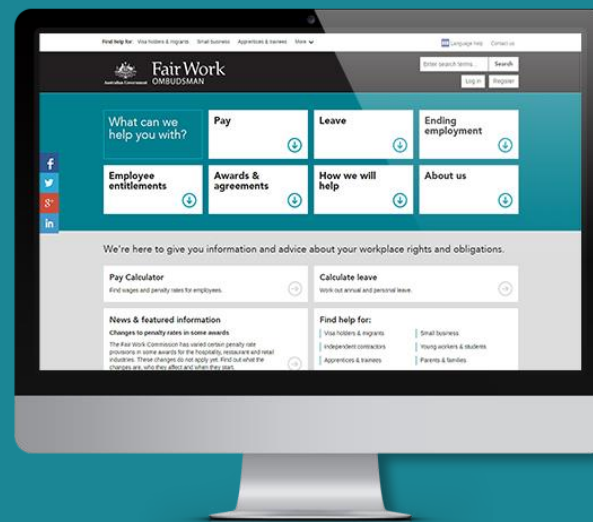 Find help for: Visa holders & migrants Small business Apprentices & trainees More
Language help Contact us
Enter search terms... Search
Australian Government
Fair Work
OMBUDSMAN
Log in Register
What can we
help you with?
Pay
Leave
Ending
employment
Employee
entitlements
Awards &
agreements
How we will
help
About us
f
8+
in
We're here to give you information and advice about your workplace rights and obligations.
Pay Calculator
Find wages and penalty rates for employees.
Calculate leave
Work out annual and personal leave.
News & featured information
Changes to penalty rates in some awards
The Fair Work Commission has varied certain penalty rate
provisions in some awards for the hospitality, restaurant and retail
industries. These changes do not apply yet. Find out what the
changes are, who they affect and when they start.
Find help for:
Visa holders & migrants Small business
Independent contractors Young workers & students
Apprentices & trainees Parents & families